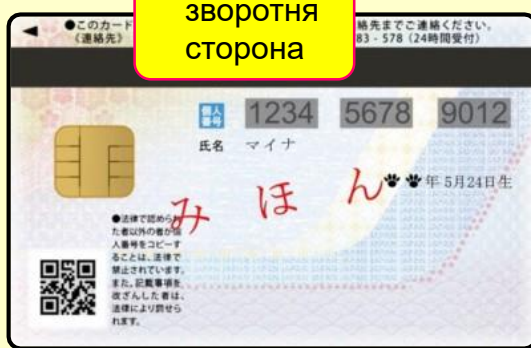 зворотня
сторона
●このカード
絡先までご連絡ください。
《連絡先》
83-578（24時間受付）
個人番号 1234 5678 9012
氏名 マイナ
みほん
年 5月24日生
●法律で認められ
た者以外の者が個
人番号をコピーす
ることは、法律で
禁止されています。
また、記載事項を
改ざんした者は、
法律により罰せら
れます。